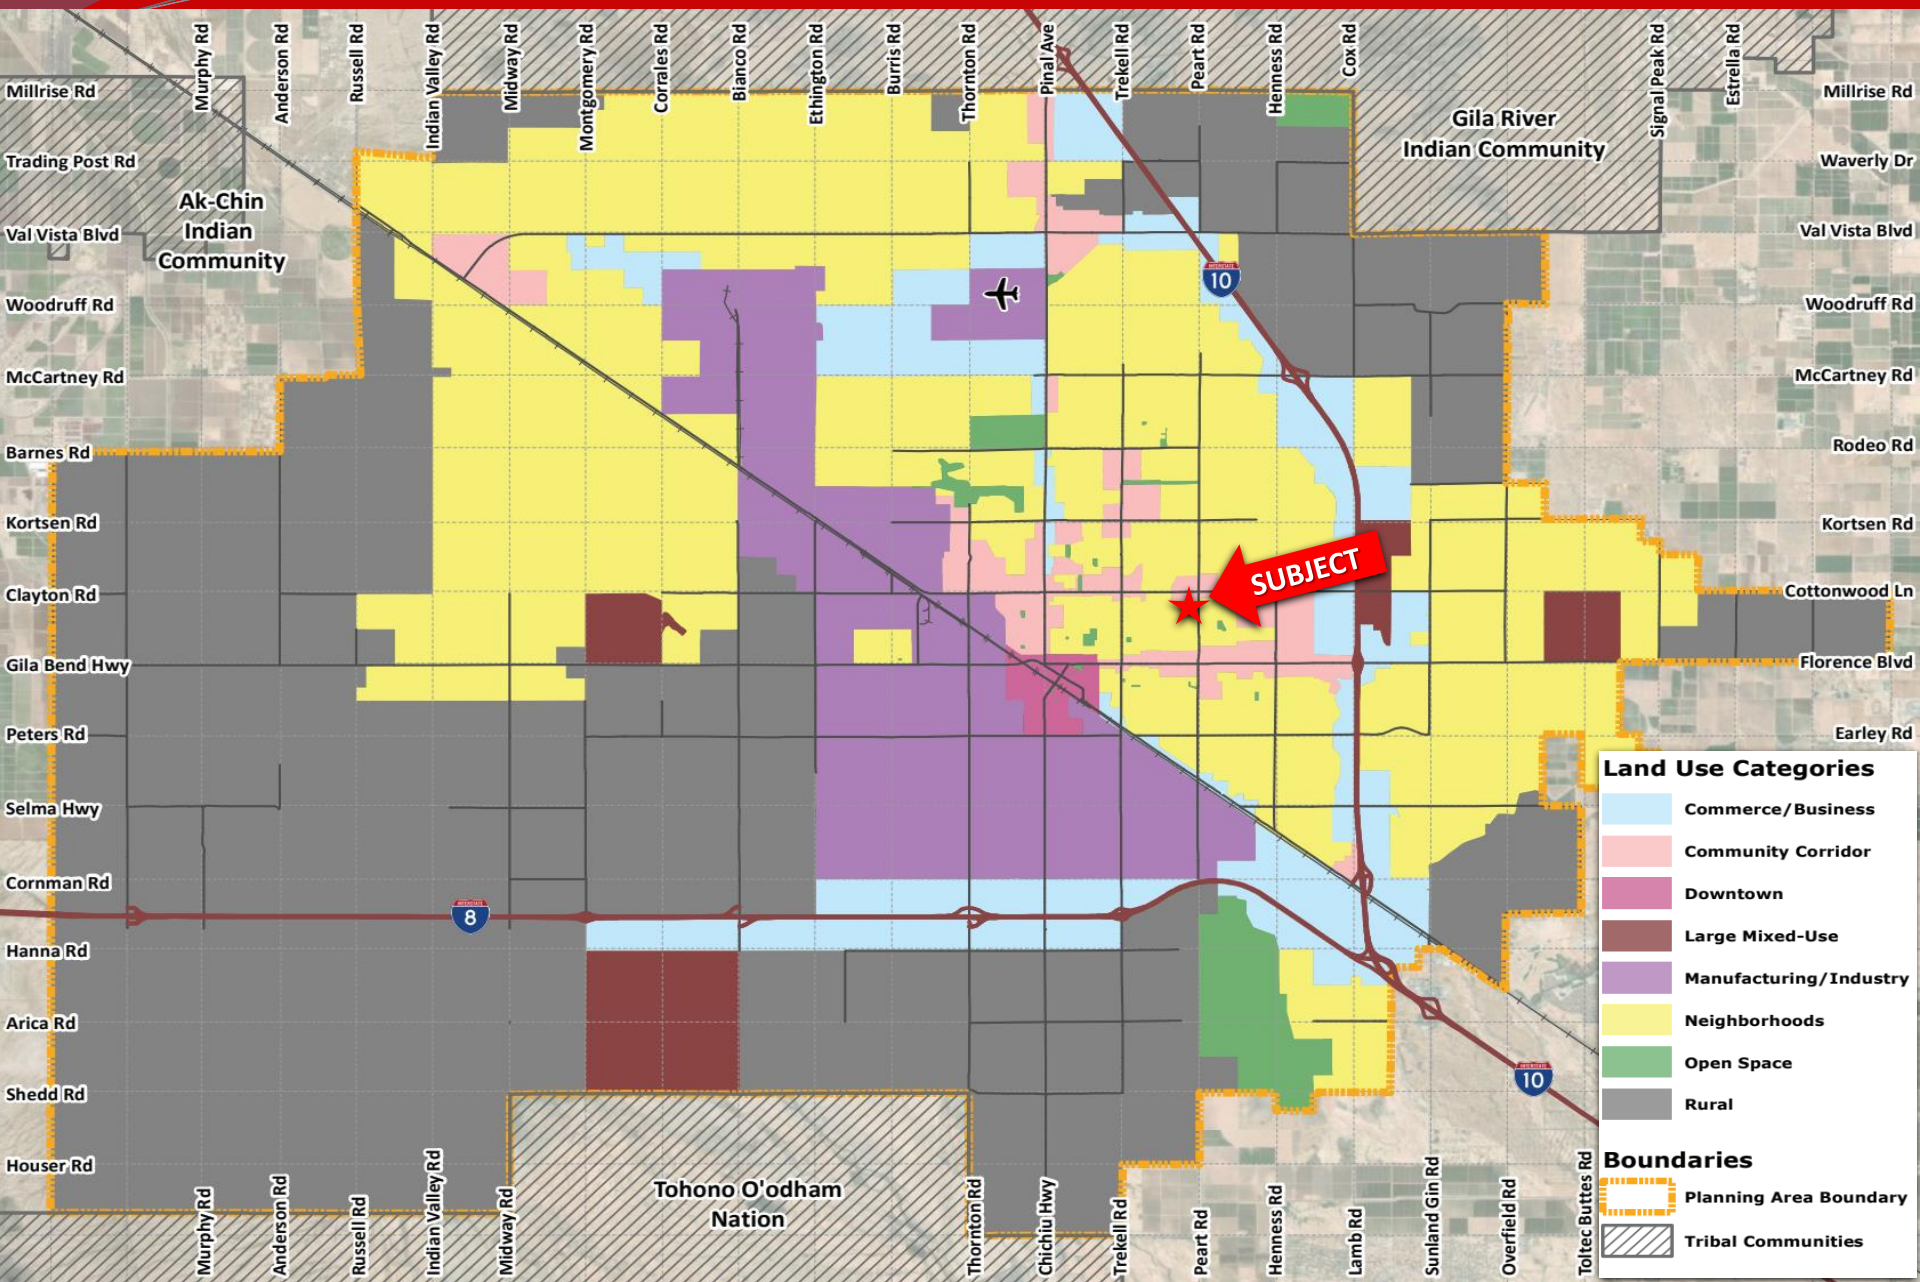 Murphy Rd
Anderson Rd
Russell Rd
Indian Valley Rd
Midway Rd
Montgomery Rd
Corrales Rd
Bianco Rd
Ethington Rd
Burris Rd
Thornton Rd
Pinal Ave
Trekell Rd
Peart Rd
Henness Rd
Cox Rd
Signal Peak Rd
Estrella Rd
Millrise Rd
Trading Post Rd
Val Vista Blvd
Woodruff Rd
McCartney Rd
Barnes Rd
Kortsen Rd
Clayton Rd
Gila Bend Hwy
Peters Rd
Selma Hwy
Cornman Rd
Hanna Rd
Arica Rd
Shedd Rd
Houser Rd
Ak-Chin
Indian
Community
Gila River
Indian Community
INTERSTATE
10
SUBJECT
INTERSTATE
8
INTERSTATE
10
Tohono O'odham
Nation
Millrise Rd
Waverly Dr
Val Vista Blvd
Woodruff Rd
McCartney Rd
Rodeo Rd
Kortsen Rd
Cottonwood Ln
Florence Blvd
Earley Rd
Land Use Categories
Commerce/Business
Community Corridor
Downtown
Large Mixed-Use
Manufacturing/Industry
Neighborhoods
Open Space
Rural
Boundaries
Planning Area Boundary
Tribal Communities
Murphy Rd
Anderson Rd
Russell Rd
Indian Valley Rd
Midway Rd
Thornton Rd
Chichiu Hwy
Trekell Rd
Peart Rd
Henness Rd
Lamb Rd
Sunland Gin Rd
Overfield Rd
Toltec Buttes Rd